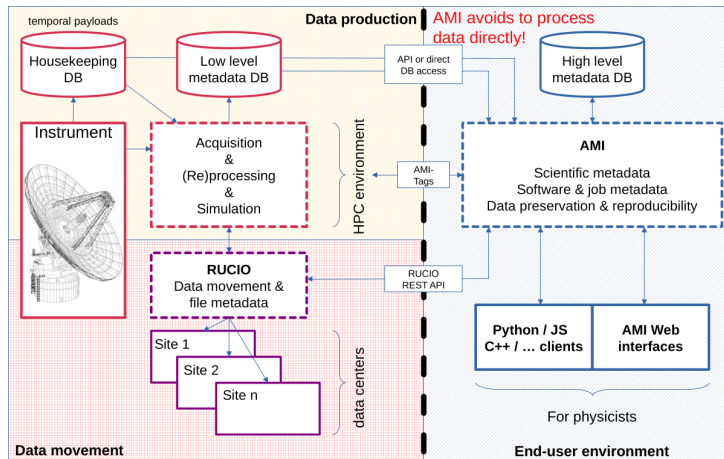 temporal payloads
Data production
AMI avoids to process
data directly!
Housekeeping
DB
Low level
metadata DB
API or direct
DB access
High level
metadata DB
Instrument
Acquisition
&
(Re)processing
&
Simulation
HPC environment
AMI-
Tags
AMI
Scientific metadata
Software & job metadata
Data preservation & reproducibility
RUCIO
Data movement &
file metadata
RUCIO
REST API
Site 1
Site 2
Site n
data centers
Python / JS
C++ / ... clients
AMI Web
interfaces
For physicists
Data movement
End-user environment